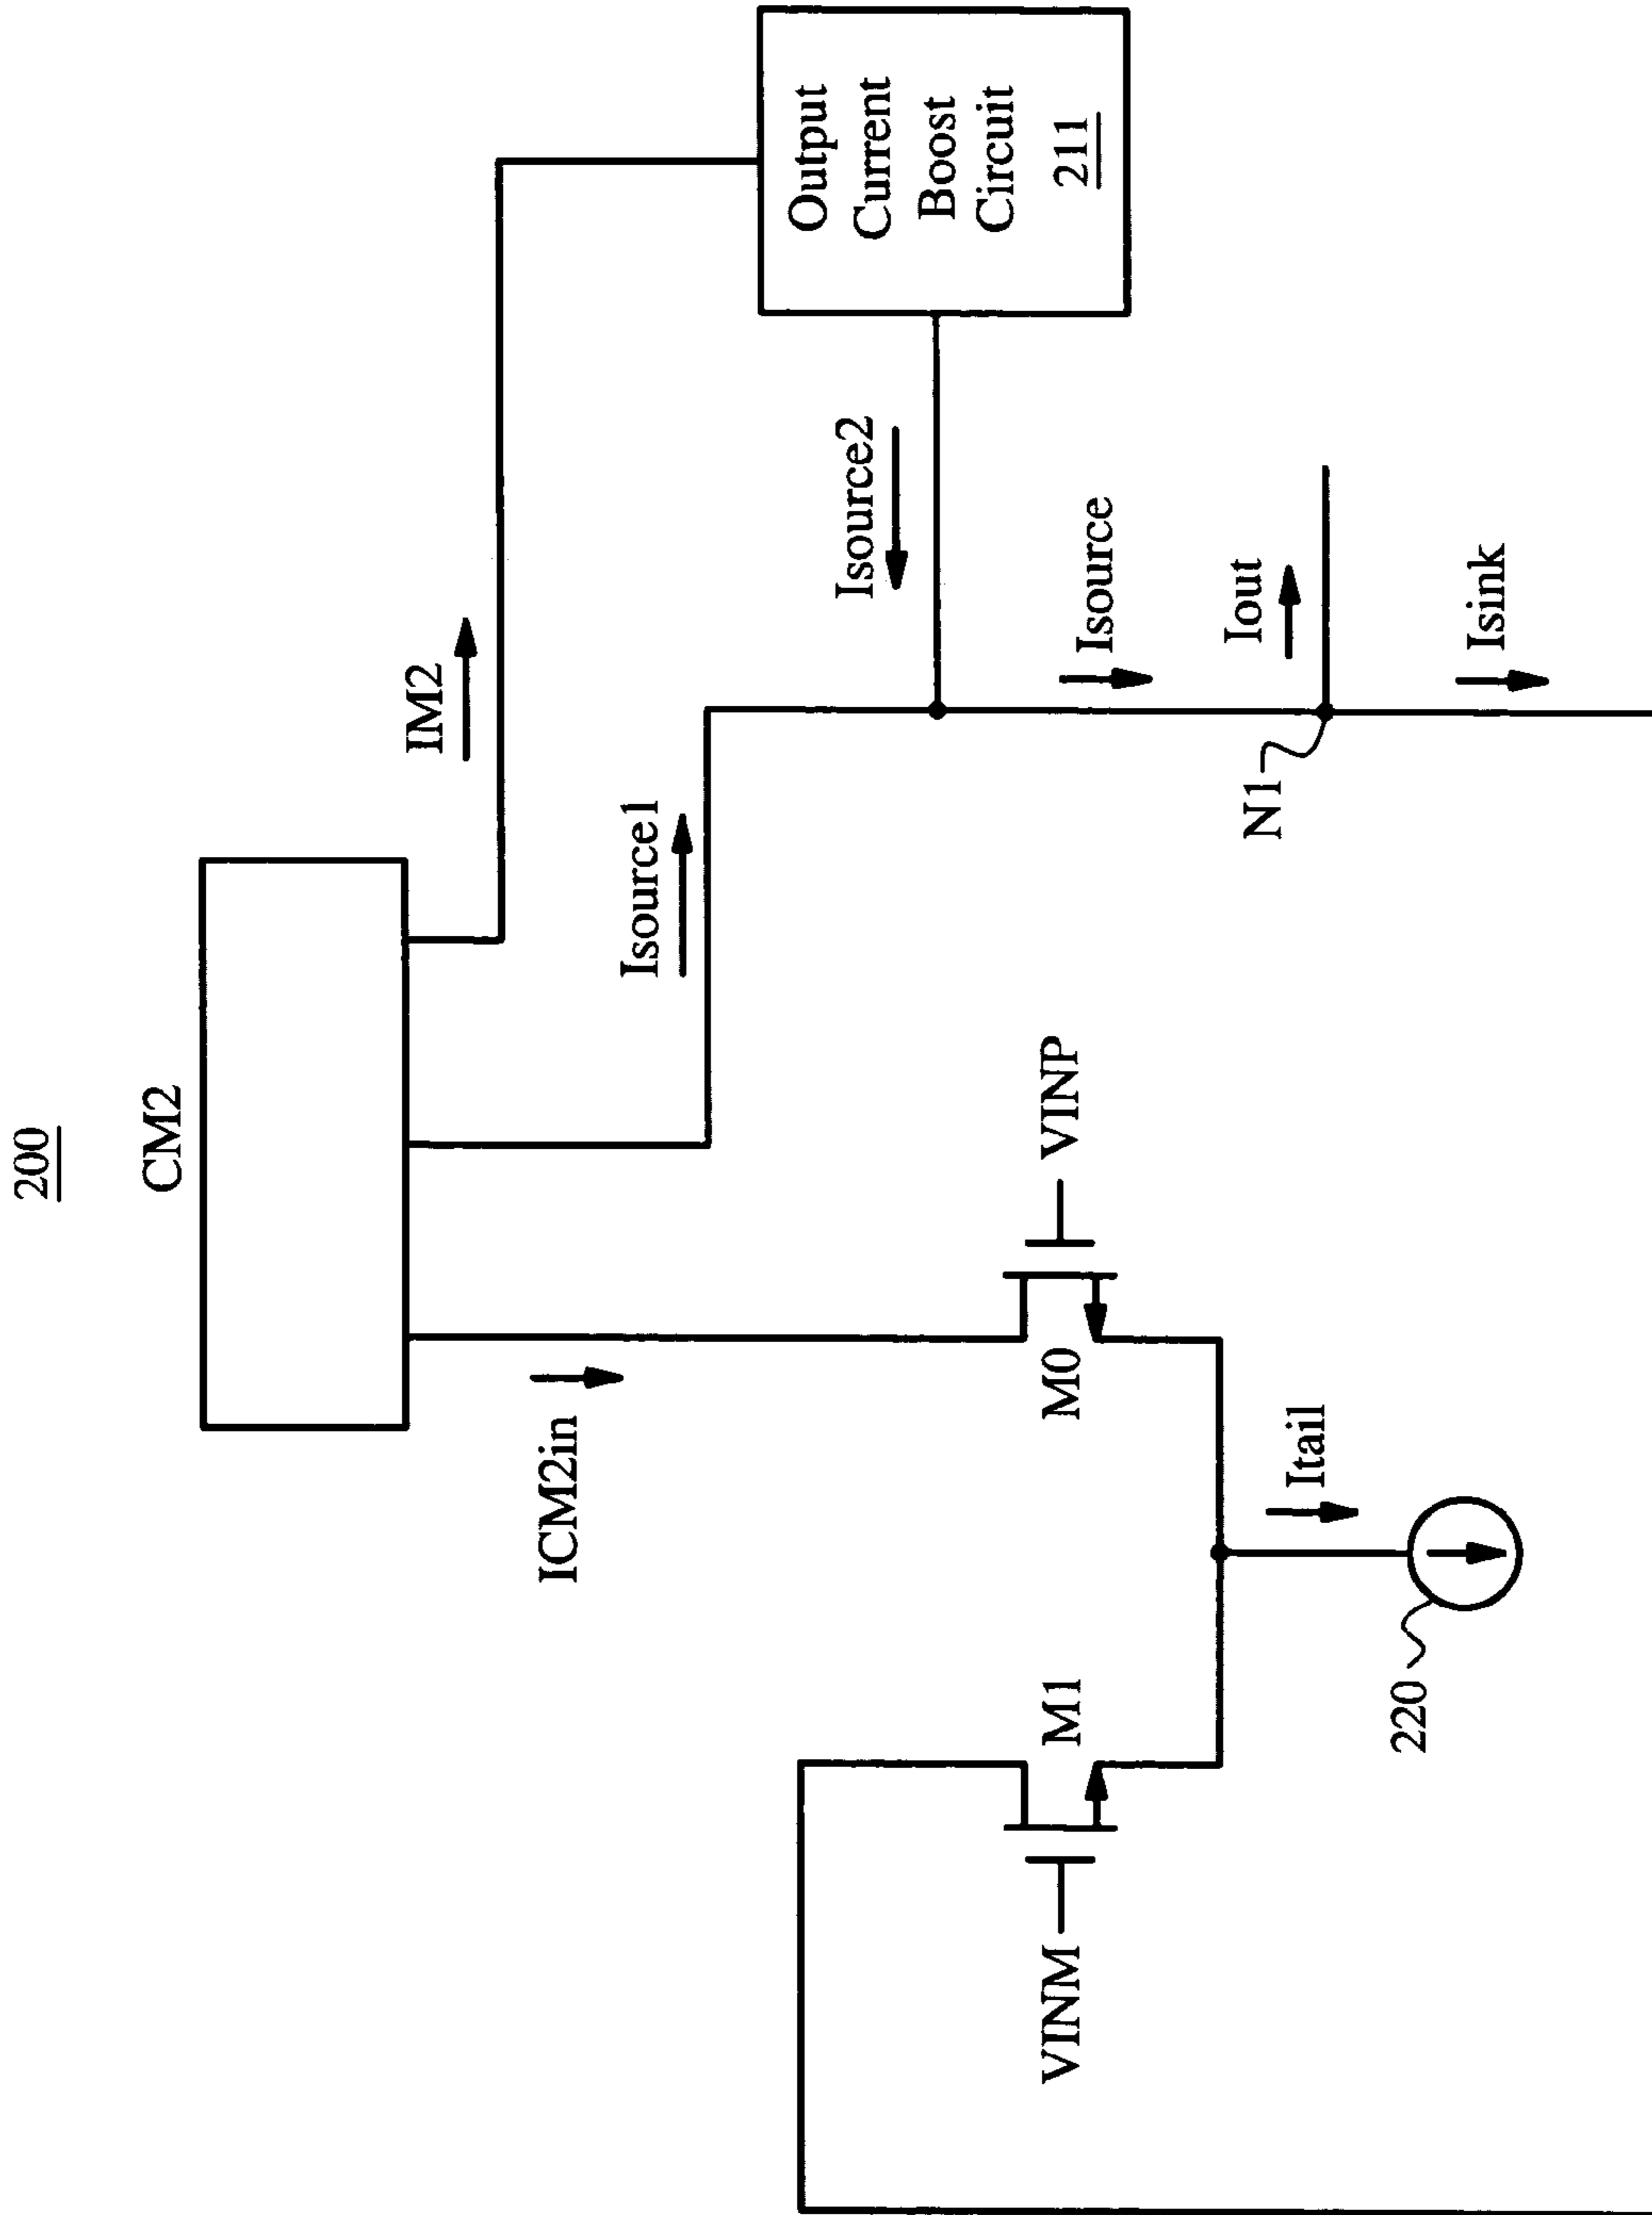 200
CM2
IM2
ICM2in
Isource1
Isource2
Output
Current
Boost
Circuit
211
VINM
M1
M0
VINP
Isource
N1
Iout
220
Itail
Isink